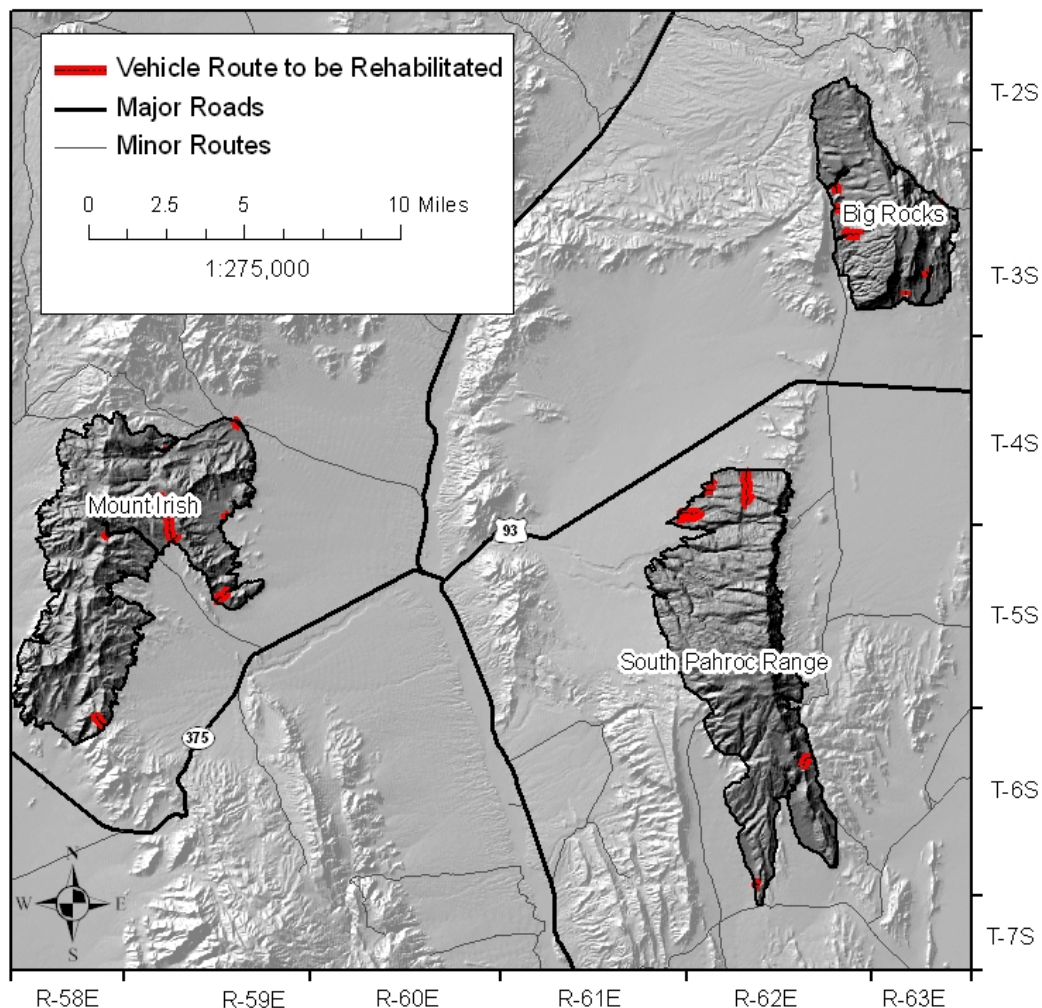 Vehicle Route to be Rehabilitated
Major Roads
Minor Routes
0 2.5 5 10 Miles
1:275,000
T-2S
Big Rocks
T-3S
T-4S
Mount Irish
93
T-5S
South Pahroc Range
375
T-6S
N
W E
S
T-7S
R-58E R-59E R-60E R-61E R-62E R-63E